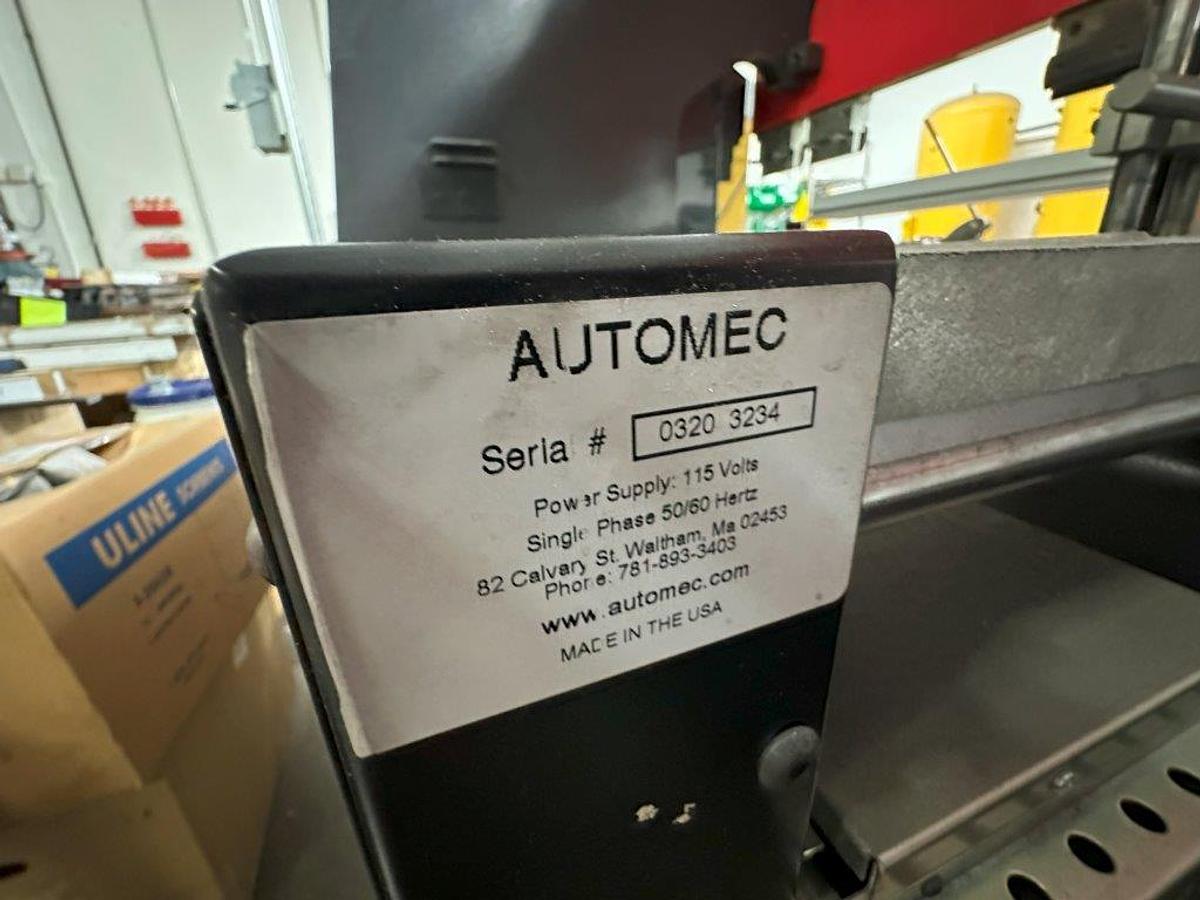 AUTOMEC
Serial # 0320 3234
Power Supply: 115 Volts
Single Phase 50/60 Hertz
82 Calvary St. Waltham, Ma 02453
Phone: 781-893-3403
www.automec.com
MADE IN THE USA
ULINE